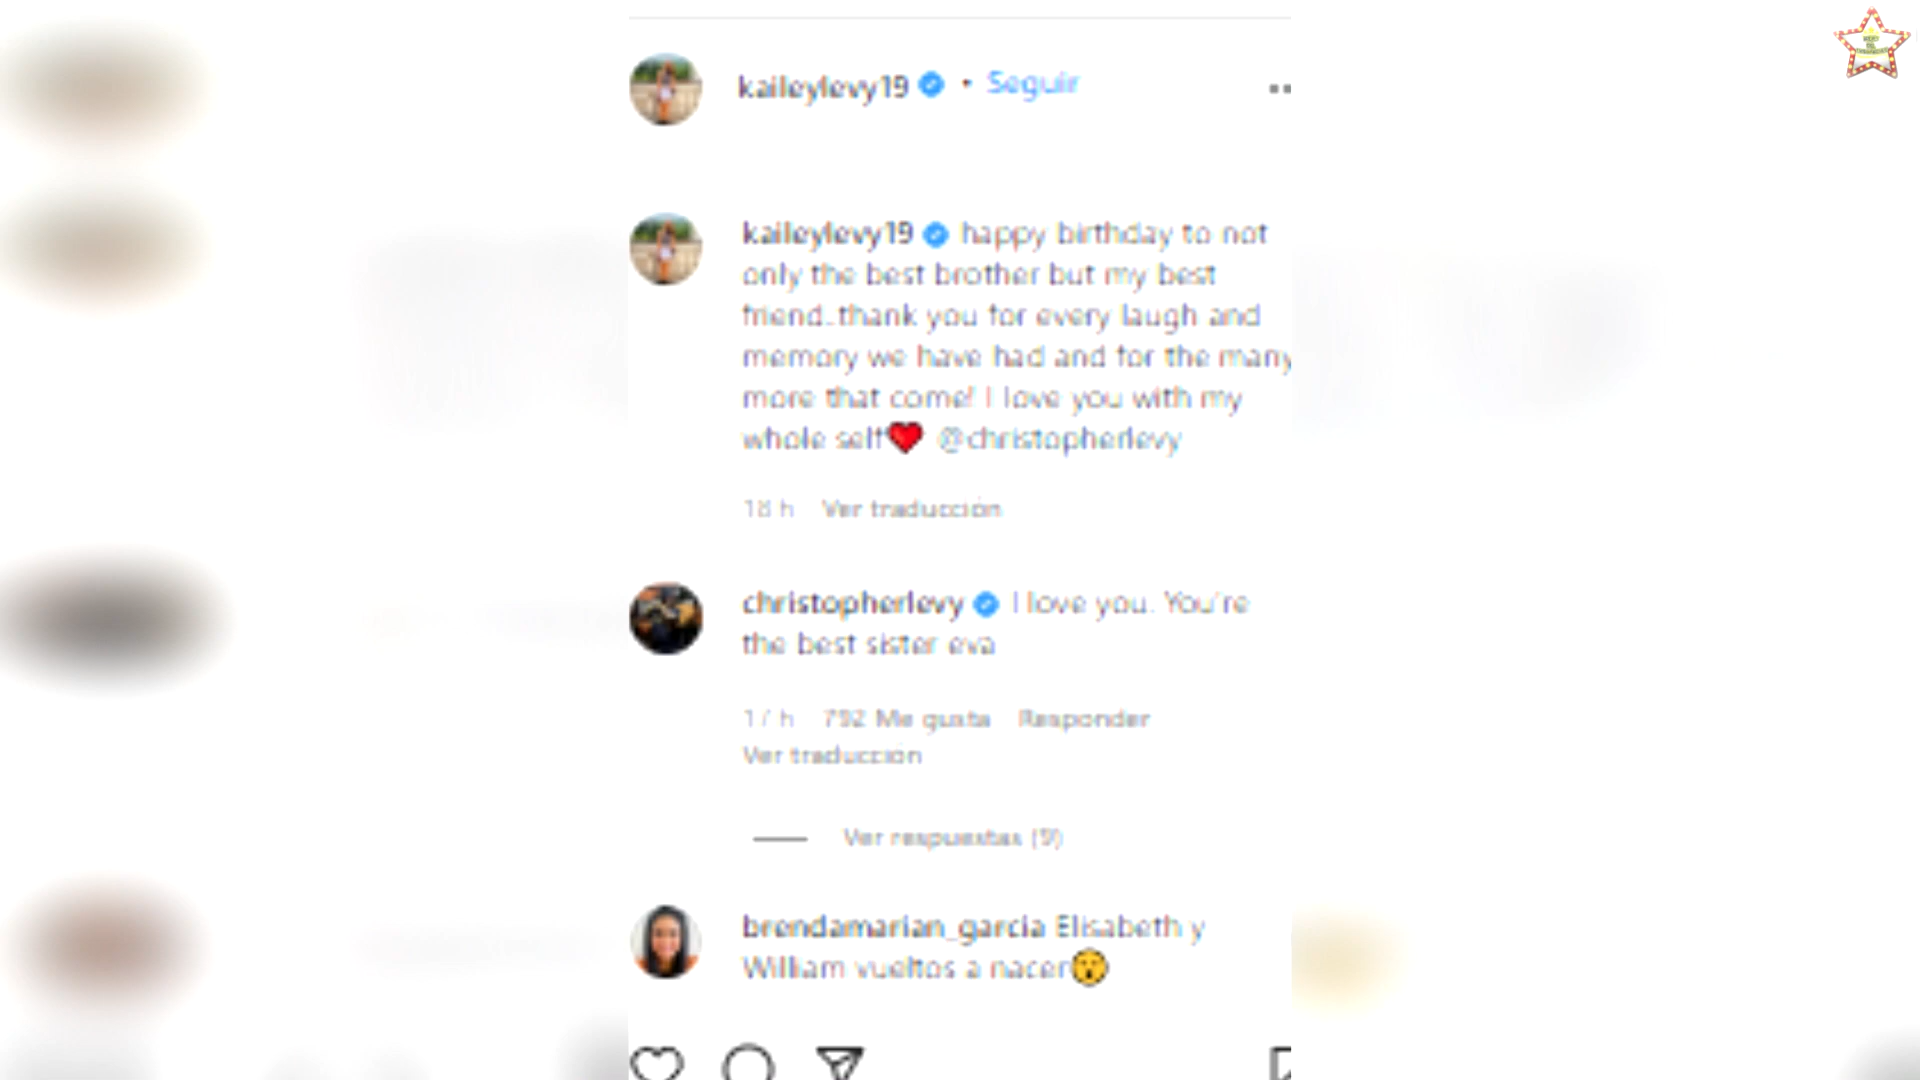 kaileylevy19 • Seguir
kaileylevy19 happy birthday to not
only the best brother but my best
friend..thank you for every laugh and
memory we have had and for the many
more that come! I love you with my
whole self❤️ @christopherlevy
18 h Ver traducción
christopherlevy I love you. You're
the best sister eva
17 h 792 Me gusta Responder
Ver traducción
Ver respuestas (9)
brendamarian_garcia Elisabeth y
William vueltos a nacer😯